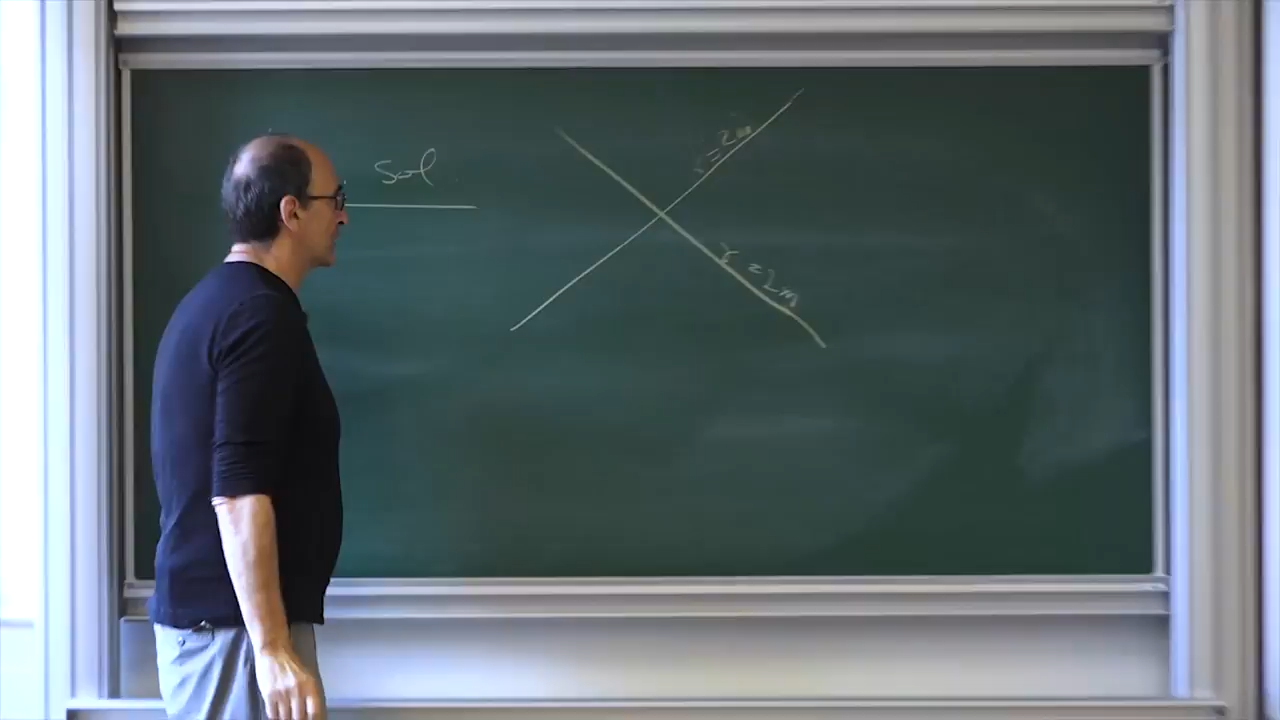 Sol.
r = 2m
r = 2m